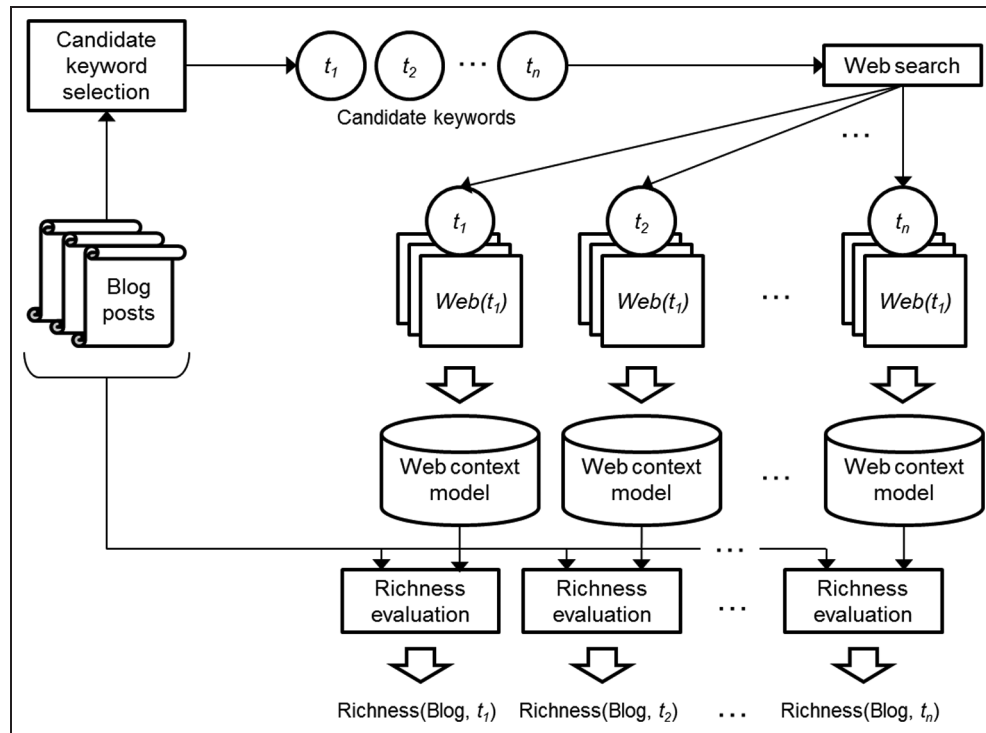 Candidate
keyword
selection
t1 t2 ... tn
Candidate keywords
Web search
...
t1 t2 tn
Blog
posts
Web(t1) Web(t1) ... Web(t1)
Web context
model
Web context
model
...
Web context
model
...
Richness
evaluation
Richness
evaluation
...
Richness
evaluation
Richness(Blog, t1) Richness(Blog, t2) ... Richness(Blog, tn)